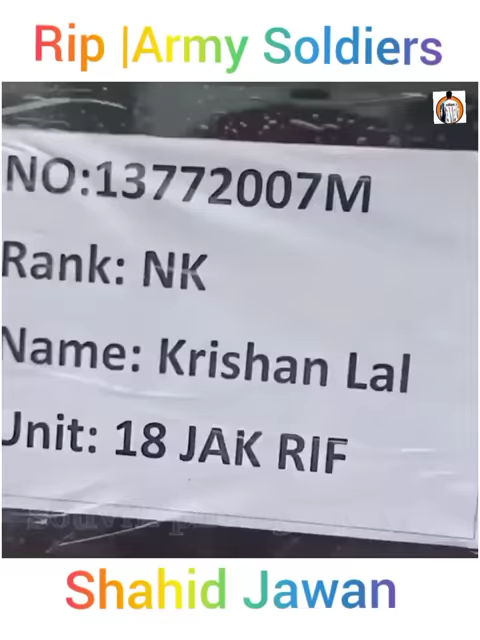 Rip |Army Soldiers
NO:13772007M
Rank: NK
Name: Krishan Lal
Unit: 18 JAK RIF
Shahid Jawan